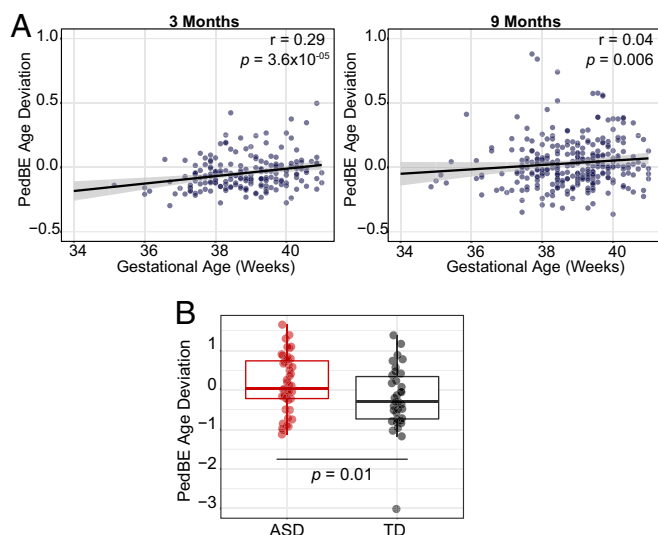 A
3 Months
9 Months
r = 0.29
p = 3.6x10⁻⁰⁵
r = 0.04
p = 0.006
PedBE Age Deviation
1.0
0.5
0.0
−0.5
34
36
38
40
Gestational Age (Weeks)
PedBE Age Deviation
1.0
0.5
0.0
−0.5
34
36
38
40
Gestational Age (Weeks)
B
PedBE Age Deviation
1
0
−1
−2
−3
p = 0.01
ASD
TD